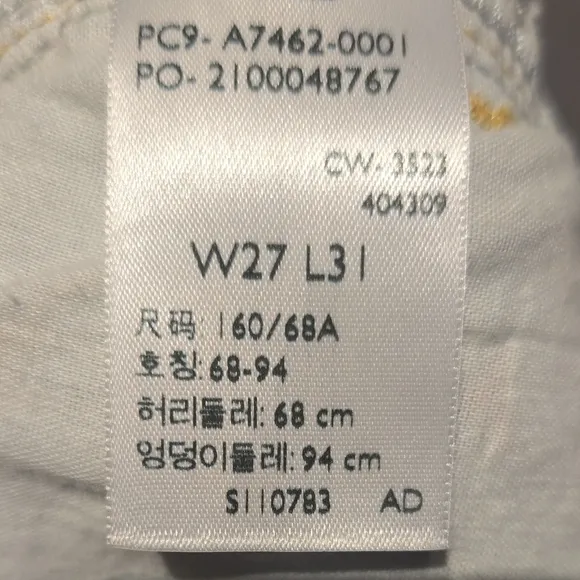 PC9- A7462-0001
PO- 2100048767
CW- 3523
404309
W27 L31
尺码 160/68A
호칭: 68-94
허리둘레: 68 cm
엉덩이둘레: 94 cm
S110783 AD